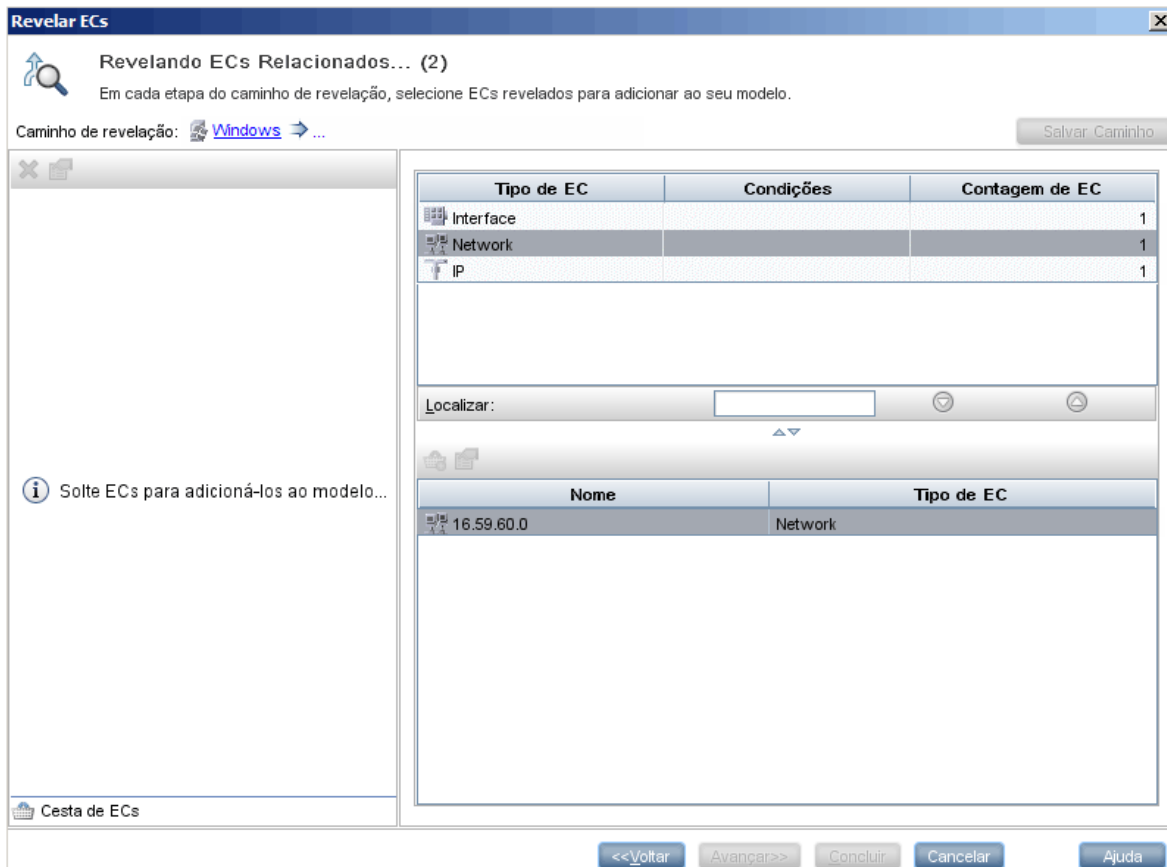 Revelar ECs
Revelando ECs Relacionados... (2)
Em cada etapa do caminho de revelação, selecione ECs revelados para adicionar ao seu modelo.
Caminho de revelação: Windows ...
Salvar Caminho
Tipo de EC Condições Contagem de EC
Interface 1
Network 1
IP 1
Localizar:
Solte ECs para adicioná-los ao modelo...
Nome Tipo de EC
16.59.60.0 Network
Cesta de ECs
<<Voltar Avançar>> Concluir Cancelar Ajuda